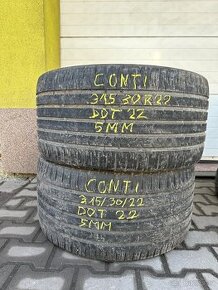 CONTI
315 30 R22
DOT 22
5MM
CONTI.
315/30/22
DOT 22
5MM